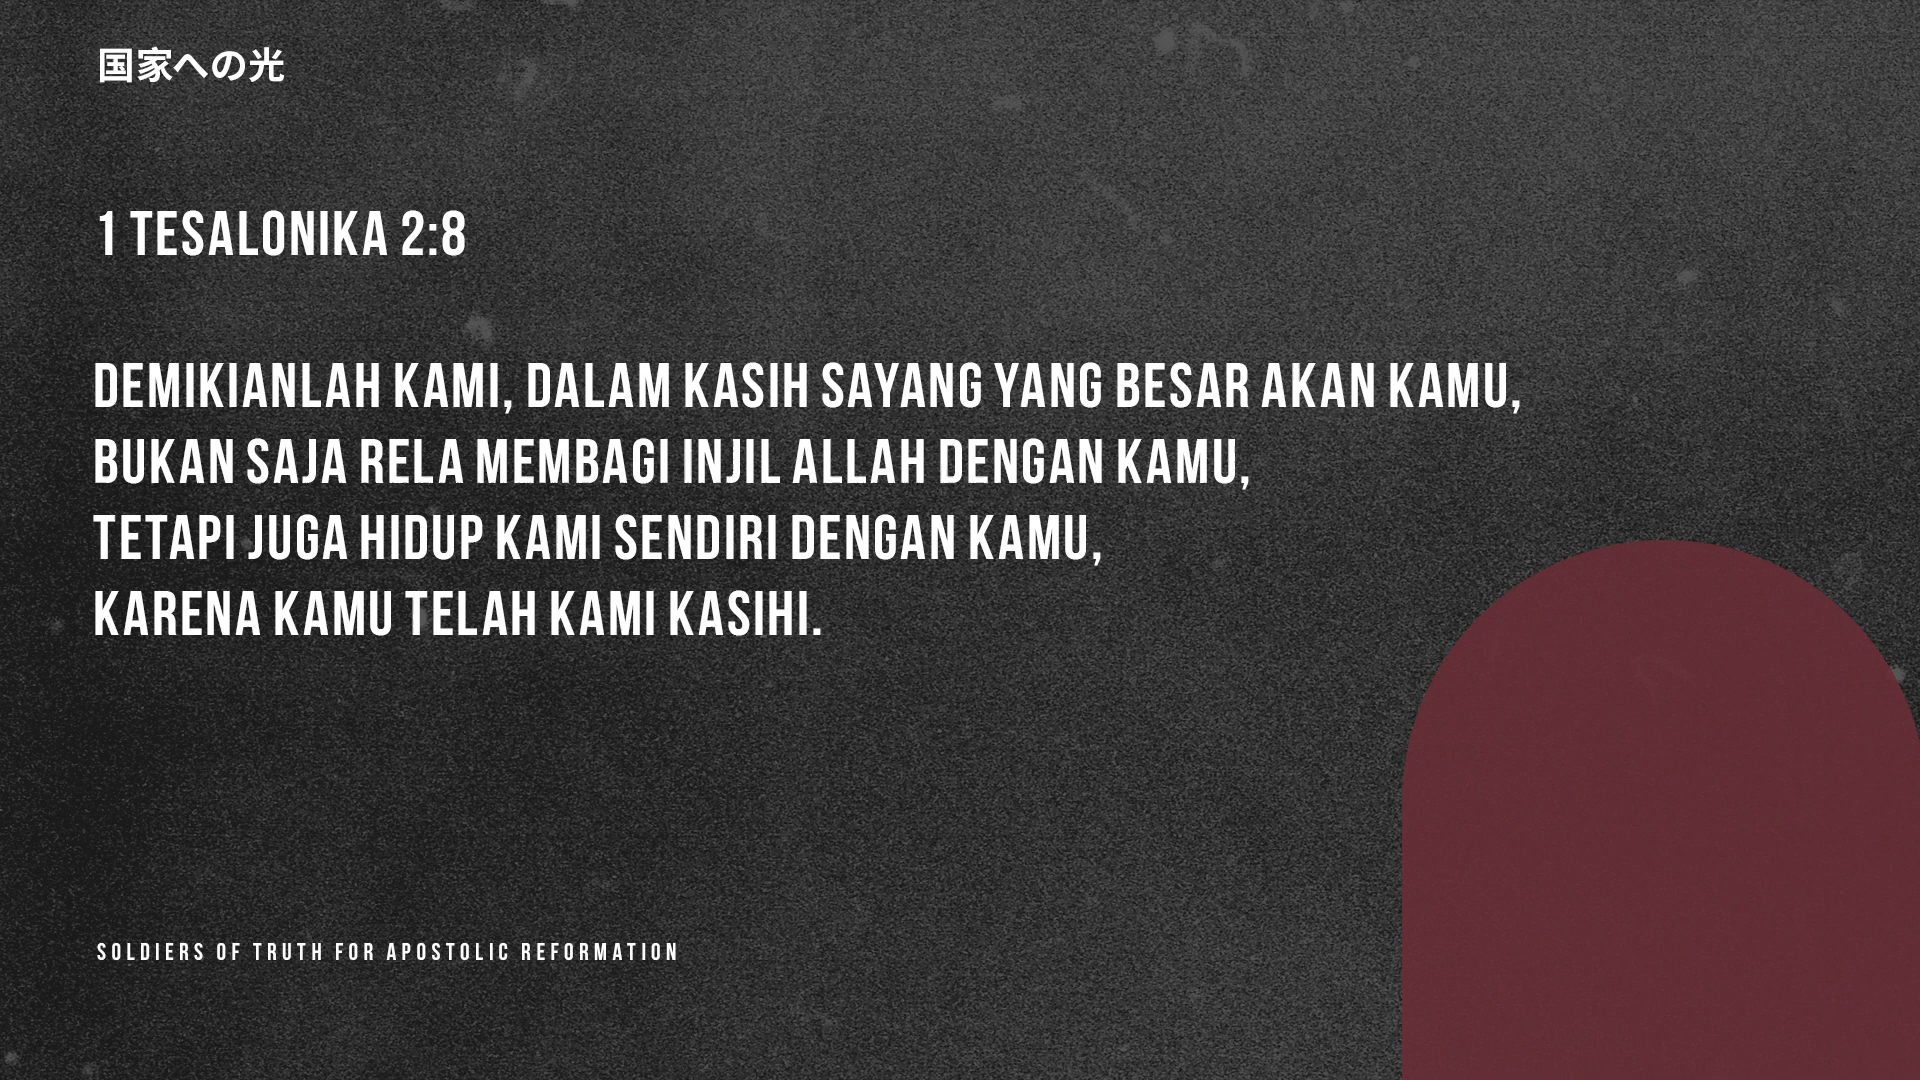 国家への光
1 TESALONIKA 2:8
DEMIKIANLAH KAMI, DALAM KASIH SAYANG YANG BESAR AKAN KAMU,
BUKAN SAJA RELA MEMBAGI INJIL ALLAH DENGAN KAMU,
TETAPI JUGA HIDUP KAMI SENDIRI DENGAN KAMU,
KARENA KAMU TELAH KAMI KASIHI.
SOLDIERS OF TRUTH FOR APOSTOLIC REFORMATION